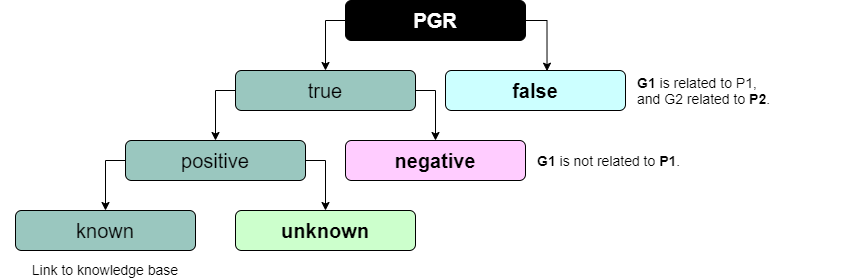 PGR
true
false
G1 is related to P1,
and G2 related to P2.
positive
negative
G1 is not related to P1.
known
unknown
Link to knowledge base